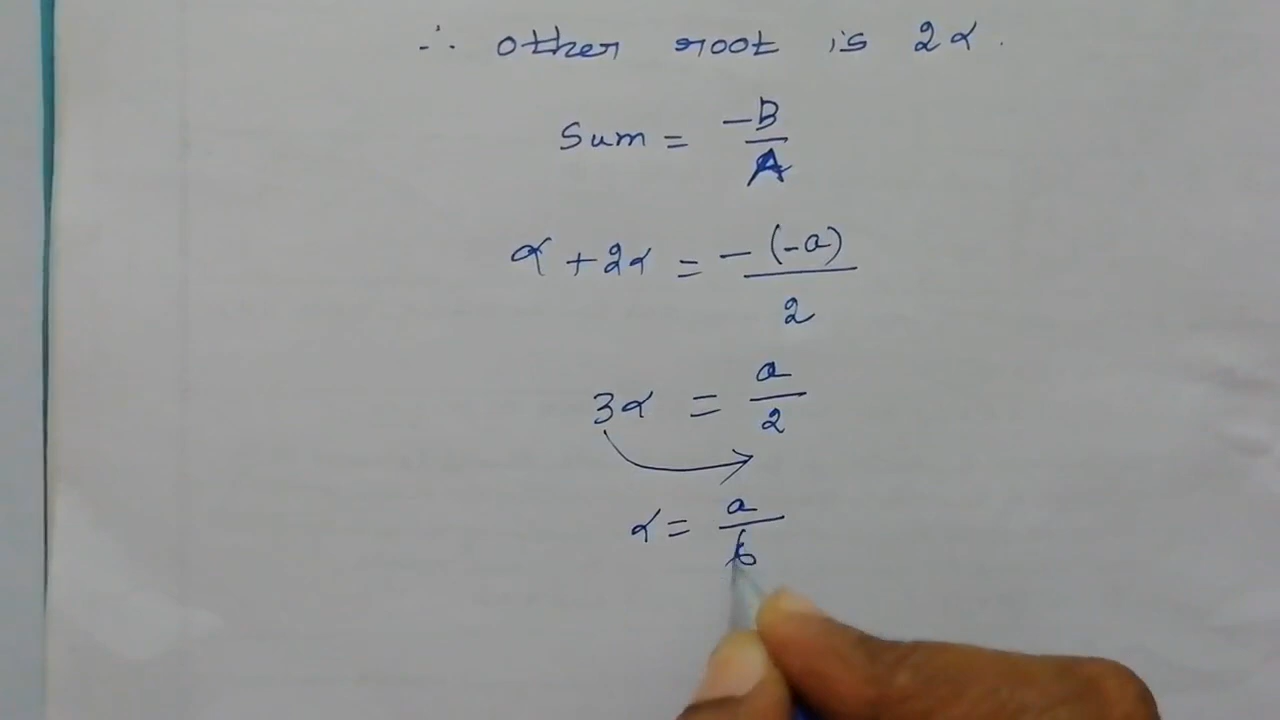 ∴ other root is 2α.
Sum = -B/A
α + 2α = -(-a)/2
3α = a/2
α = a/6